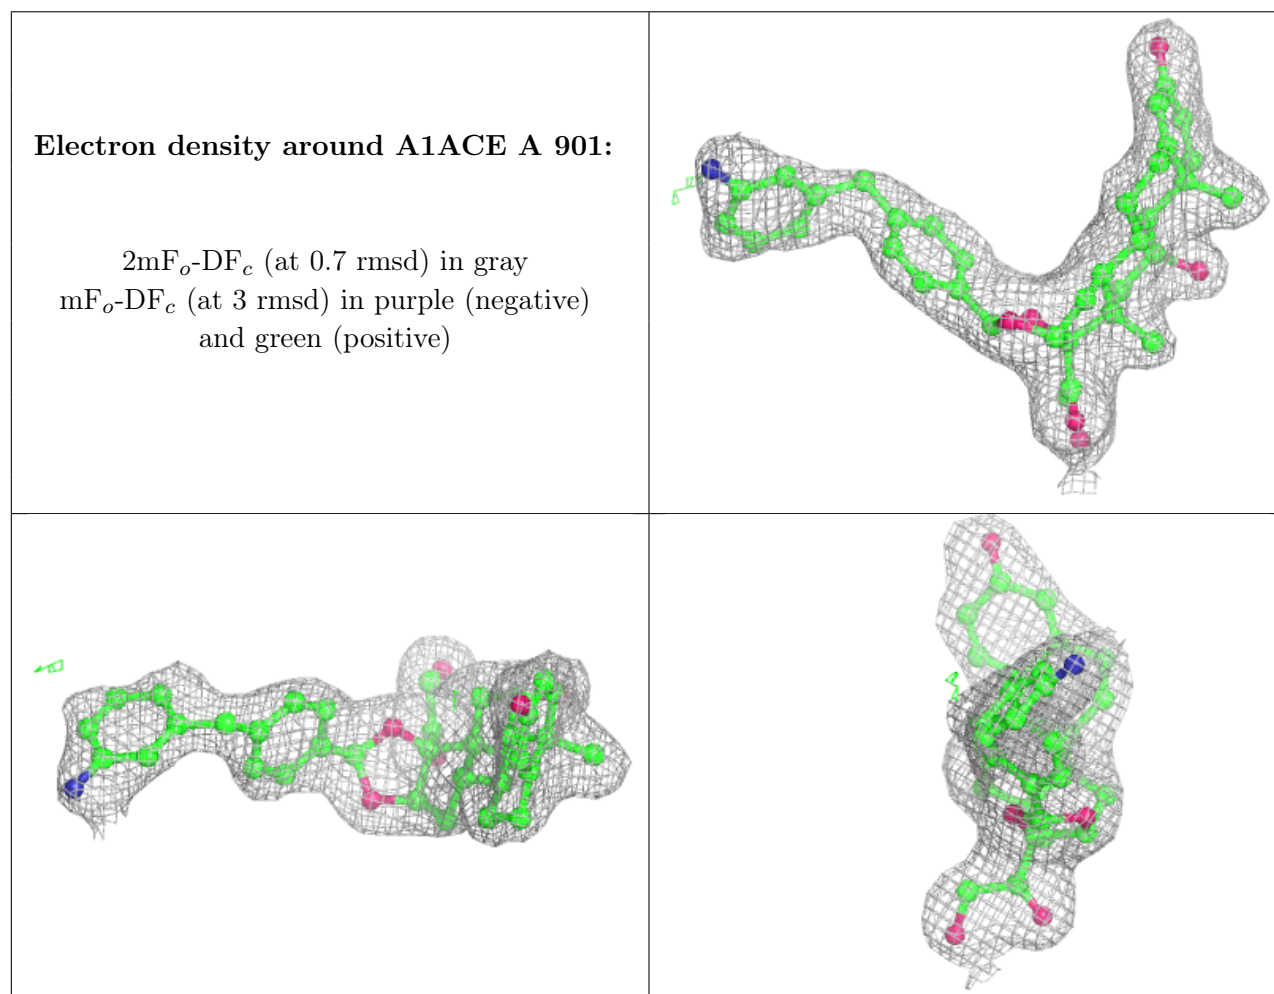 Electron density around A1ACE A 901:
2mFo-DFc (at 0.7 rmsd) in gray
mFo-DFc (at 3 rmsd) in purple (negative)
and green (positive)